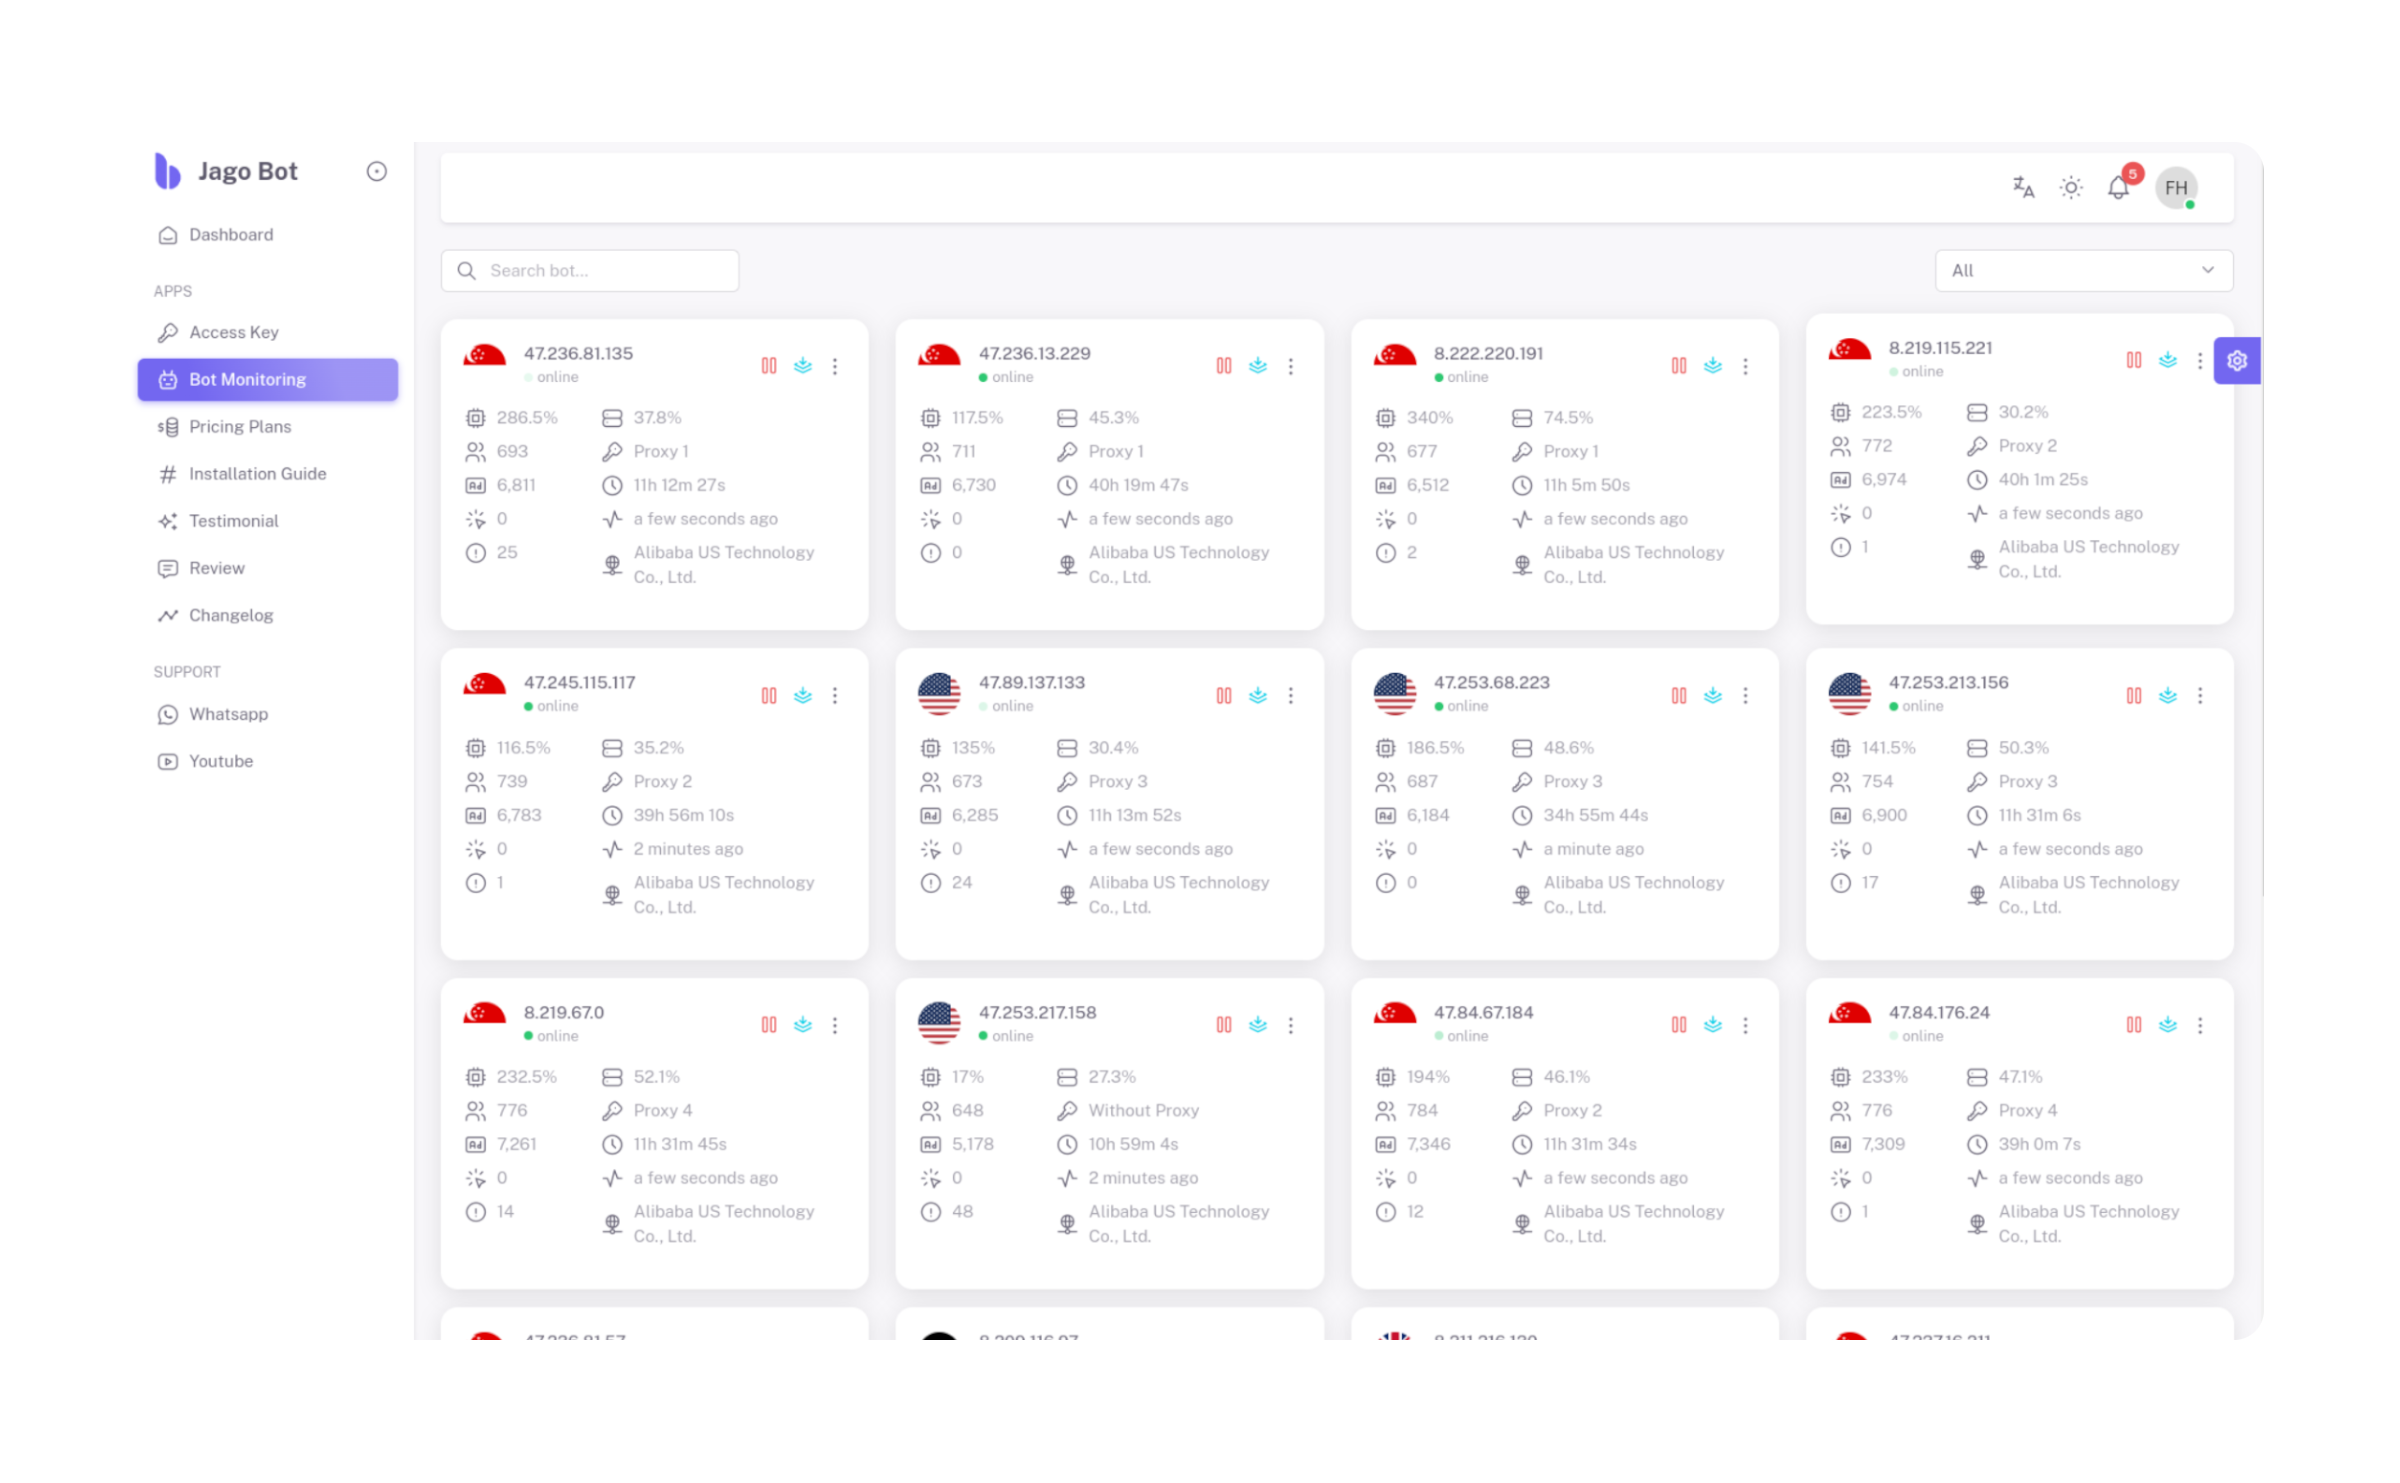 Jago Bot
Dashboard
APPS
Access Key
Bot Monitoring
Pricing Plans
Installation Guide
Testimonial
Review
Changelog
SUPPORT
Whatsapp
Youtube
5
FH
Search bot...
All
47.236.81.135
online
286.5% 37.8%
693 Proxy 1
Ad 6,811 11h 12m 27s
0 a few seconds ago
25 Alibaba US Technology
Co., Ltd.
47.236.13.229
online
117.5% 45.3%
711 Proxy 1
Ad 6,730 40h 19m 47s
0 a few seconds ago
0 Alibaba US Technology
Co., Ltd.
8.222.220.191
online
340% 74.5%
677 Proxy 1
Ad 6,512 11h 5m 50s
0 a few seconds ago
2 Alibaba US Technology
Co., Ltd.
8.219.115.221
online
223.5% 30.2%
772 Proxy 2
Ad 6,974 40h 1m 25s
0 a few seconds ago
1 Alibaba US Technology
Co., Ltd.
47.245.115.117
online
116.5% 35.2%
739 Proxy 2
Ad 6,783 39h 56m 10s
0 2 minutes ago
1 Alibaba US Technology
Co., Ltd.
47.89.137.133
online
135% 30.4%
673 Proxy 3
Ad 6,285 11h 13m 52s
0 a few seconds ago
24 Alibaba US Technology
Co., Ltd.
47.253.68.223
online
186.5% 48.6%
687 Proxy 3
Ad 6,184 34h 55m 44s
0 a minute ago
0 Alibaba US Technology
Co., Ltd.
47.253.213.156
online
141.5% 50.3%
754 Proxy 3
Ad 6,900 11h 31m 6s
0 a few seconds ago
17 Alibaba US Technology
Co., Ltd.
8.219.67.0
online
232.5% 52.1%
776 Proxy 4
Ad 7,261 11h 31m 45s
0 a few seconds ago
14 Alibaba US Technology
Co., Ltd.
47.253.217.158
online
17% 27.3%
648 Without Proxy
Ad 5,178 10h 59m 4s
0 2 minutes ago
48 Alibaba US Technology
Co., Ltd.
47.84.67.184
online
194% 46.1%
784 Proxy 2
Ad 7,346 11h 31m 34s
0 a few seconds ago
12 Alibaba US Technology
Co., Ltd.
47.84.176.24
online
233% 47.1%
776 Proxy 4
Ad 7,309 39h 0m 7s
0 a few seconds ago
1 Alibaba US Technology
Co., Ltd.